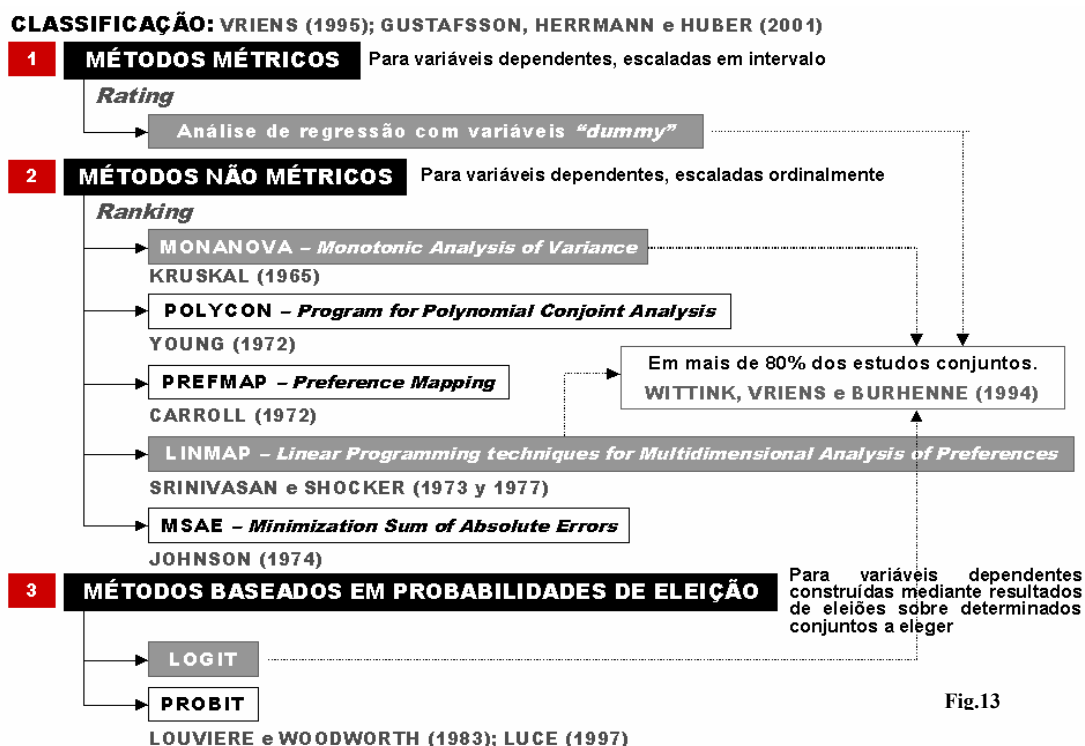 CLASSIFICAÇÃO: VRIENS (1995); GUSTAFSSON, HERRMANN e HUBER (2001)
1 MÉTODOS MÉTRICOS Para variáveis dependentes, escaladas em intervalo
Rating
Análise de regressão com variáveis "dummy"
2 MÉTODOS NÃO MÉTRICOS Para variáveis dependentes, escaladas ordinalmente
Ranking
MONANOVA – Monotonic Analysis of Variance
KRUSKAL (1965)
POLYCON – Program for Polynomial Conjoint Analysis
YOUNG (1972)
PREFMAP – Preference Mapping
CARROLL (1972)
Em mais de 80% dos estudos conjuntos.
WITTINK, VRIENS e BURHENNE (1994)
LINMAP – Linear Programming techniques for Multidimensional Analysis of Preferences
SRINIVASAN e SHOCKER (1973 y 1977)
MSAE – Minimization Sum of Absolute Errors
JOHNSON (1974)
3 MÉTODOS BASEADOS EM PROBABILIDADES DE ELEIÇÃO
Para variáveis dependentes
construídas mediante resultados
de eleiões sobre determinados
conjuntos a eleger
LOGIT
PROBIT
LOUVIERE e WOODWORTH (1983); LUCE (1997)
Fig.13